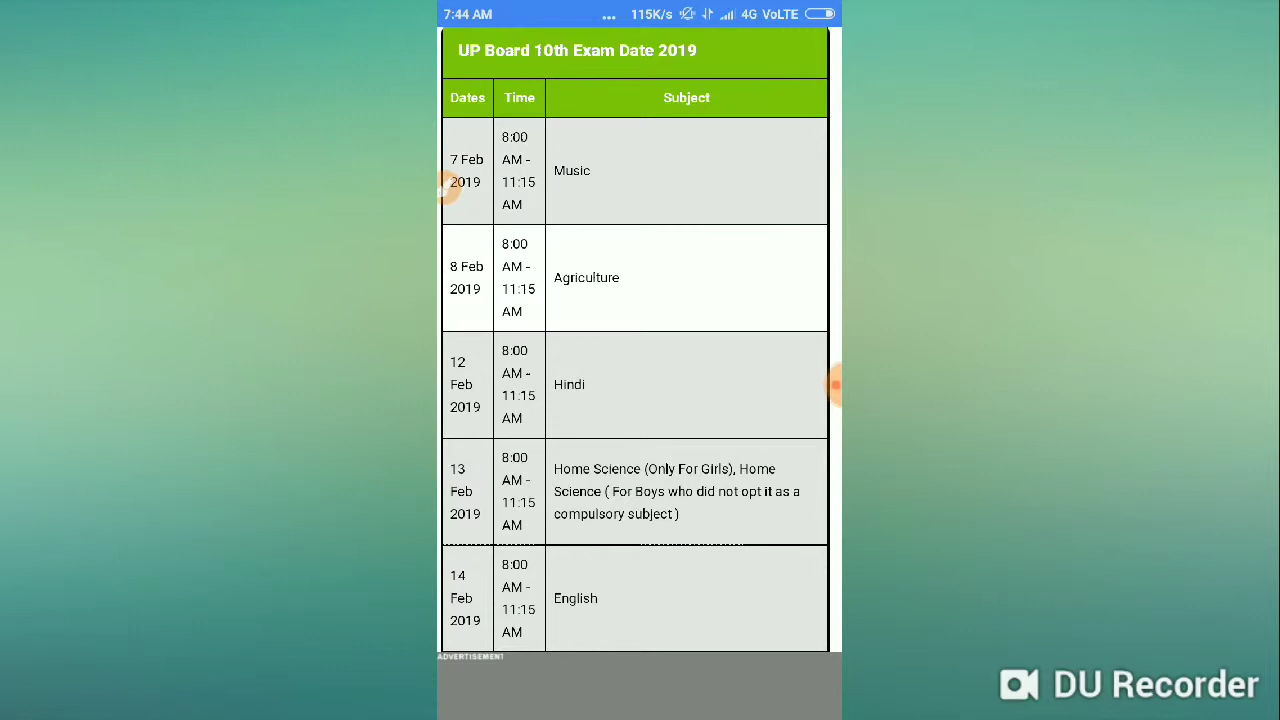 7:44 AM ... 115K/s 4G VoLTE
UP Board 10th Exam Date 2019
Dates Time Subject
7 Feb
2019
8:00
AM -
11:15
AM
Music
8 Feb
2019
8:00
AM -
11:15
AM
Agriculture
12
Feb
2019
8:00
AM -
11:15
AM
Hindi
13
Feb
2019
8:00
AM -
11:15
AM
Home Science (Only For Girls), Home
Science ( For Boys who did not opt it as a
compulsory subject )
14
Feb
2019
8:00
AM -
11:15
AM
English
ADVERTISEMENT
DU Recorder